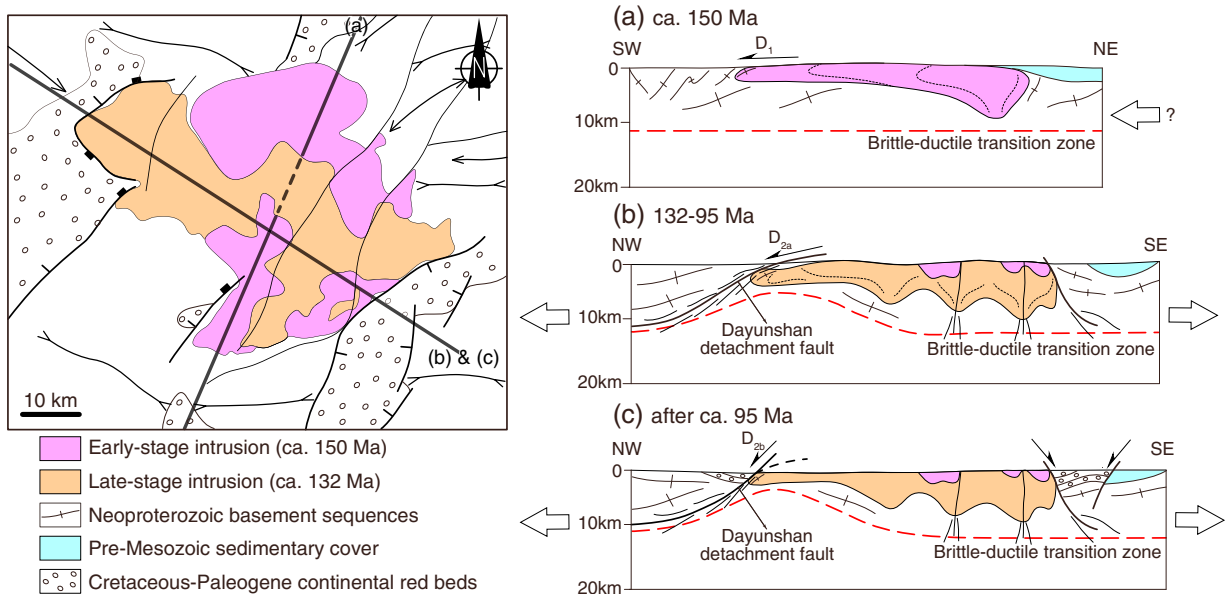 (a)
N
(b) & (c)
10 km
Early-stage intrusion (ca. 150 Ma)
Late-stage intrusion (ca. 132 Ma)
Neoproterozoic basement sequences
Pre-Mesozoic sedimentary cover
Cretaceous-Paleogene continental red beds
(a) ca. 150 Ma
SW
D1
NE
0
10km
?
Brittle-ductile transition zone
20km
(b) 132-95 Ma
NW
D2a
SE
0
10km
Dayunshan
detachment fault
Brittle-ductile transition zone
20km
(c) after ca. 95 Ma
NW
D2b
SE
0
10km
Dayunshan
detachment fault
Brittle-ductile transition zone
20km